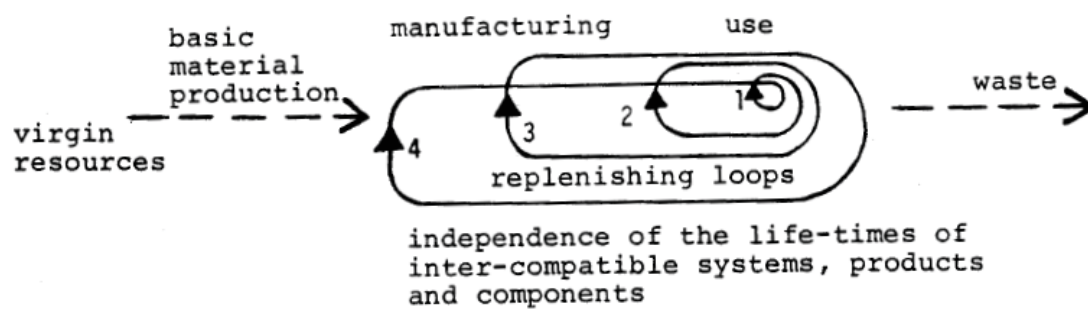 manufacturing
use
basic
material
production
waste
virgin
resources
1
2
3
4
replenishing loops
independence of the life-times of
inter-compatible systems, products
and components